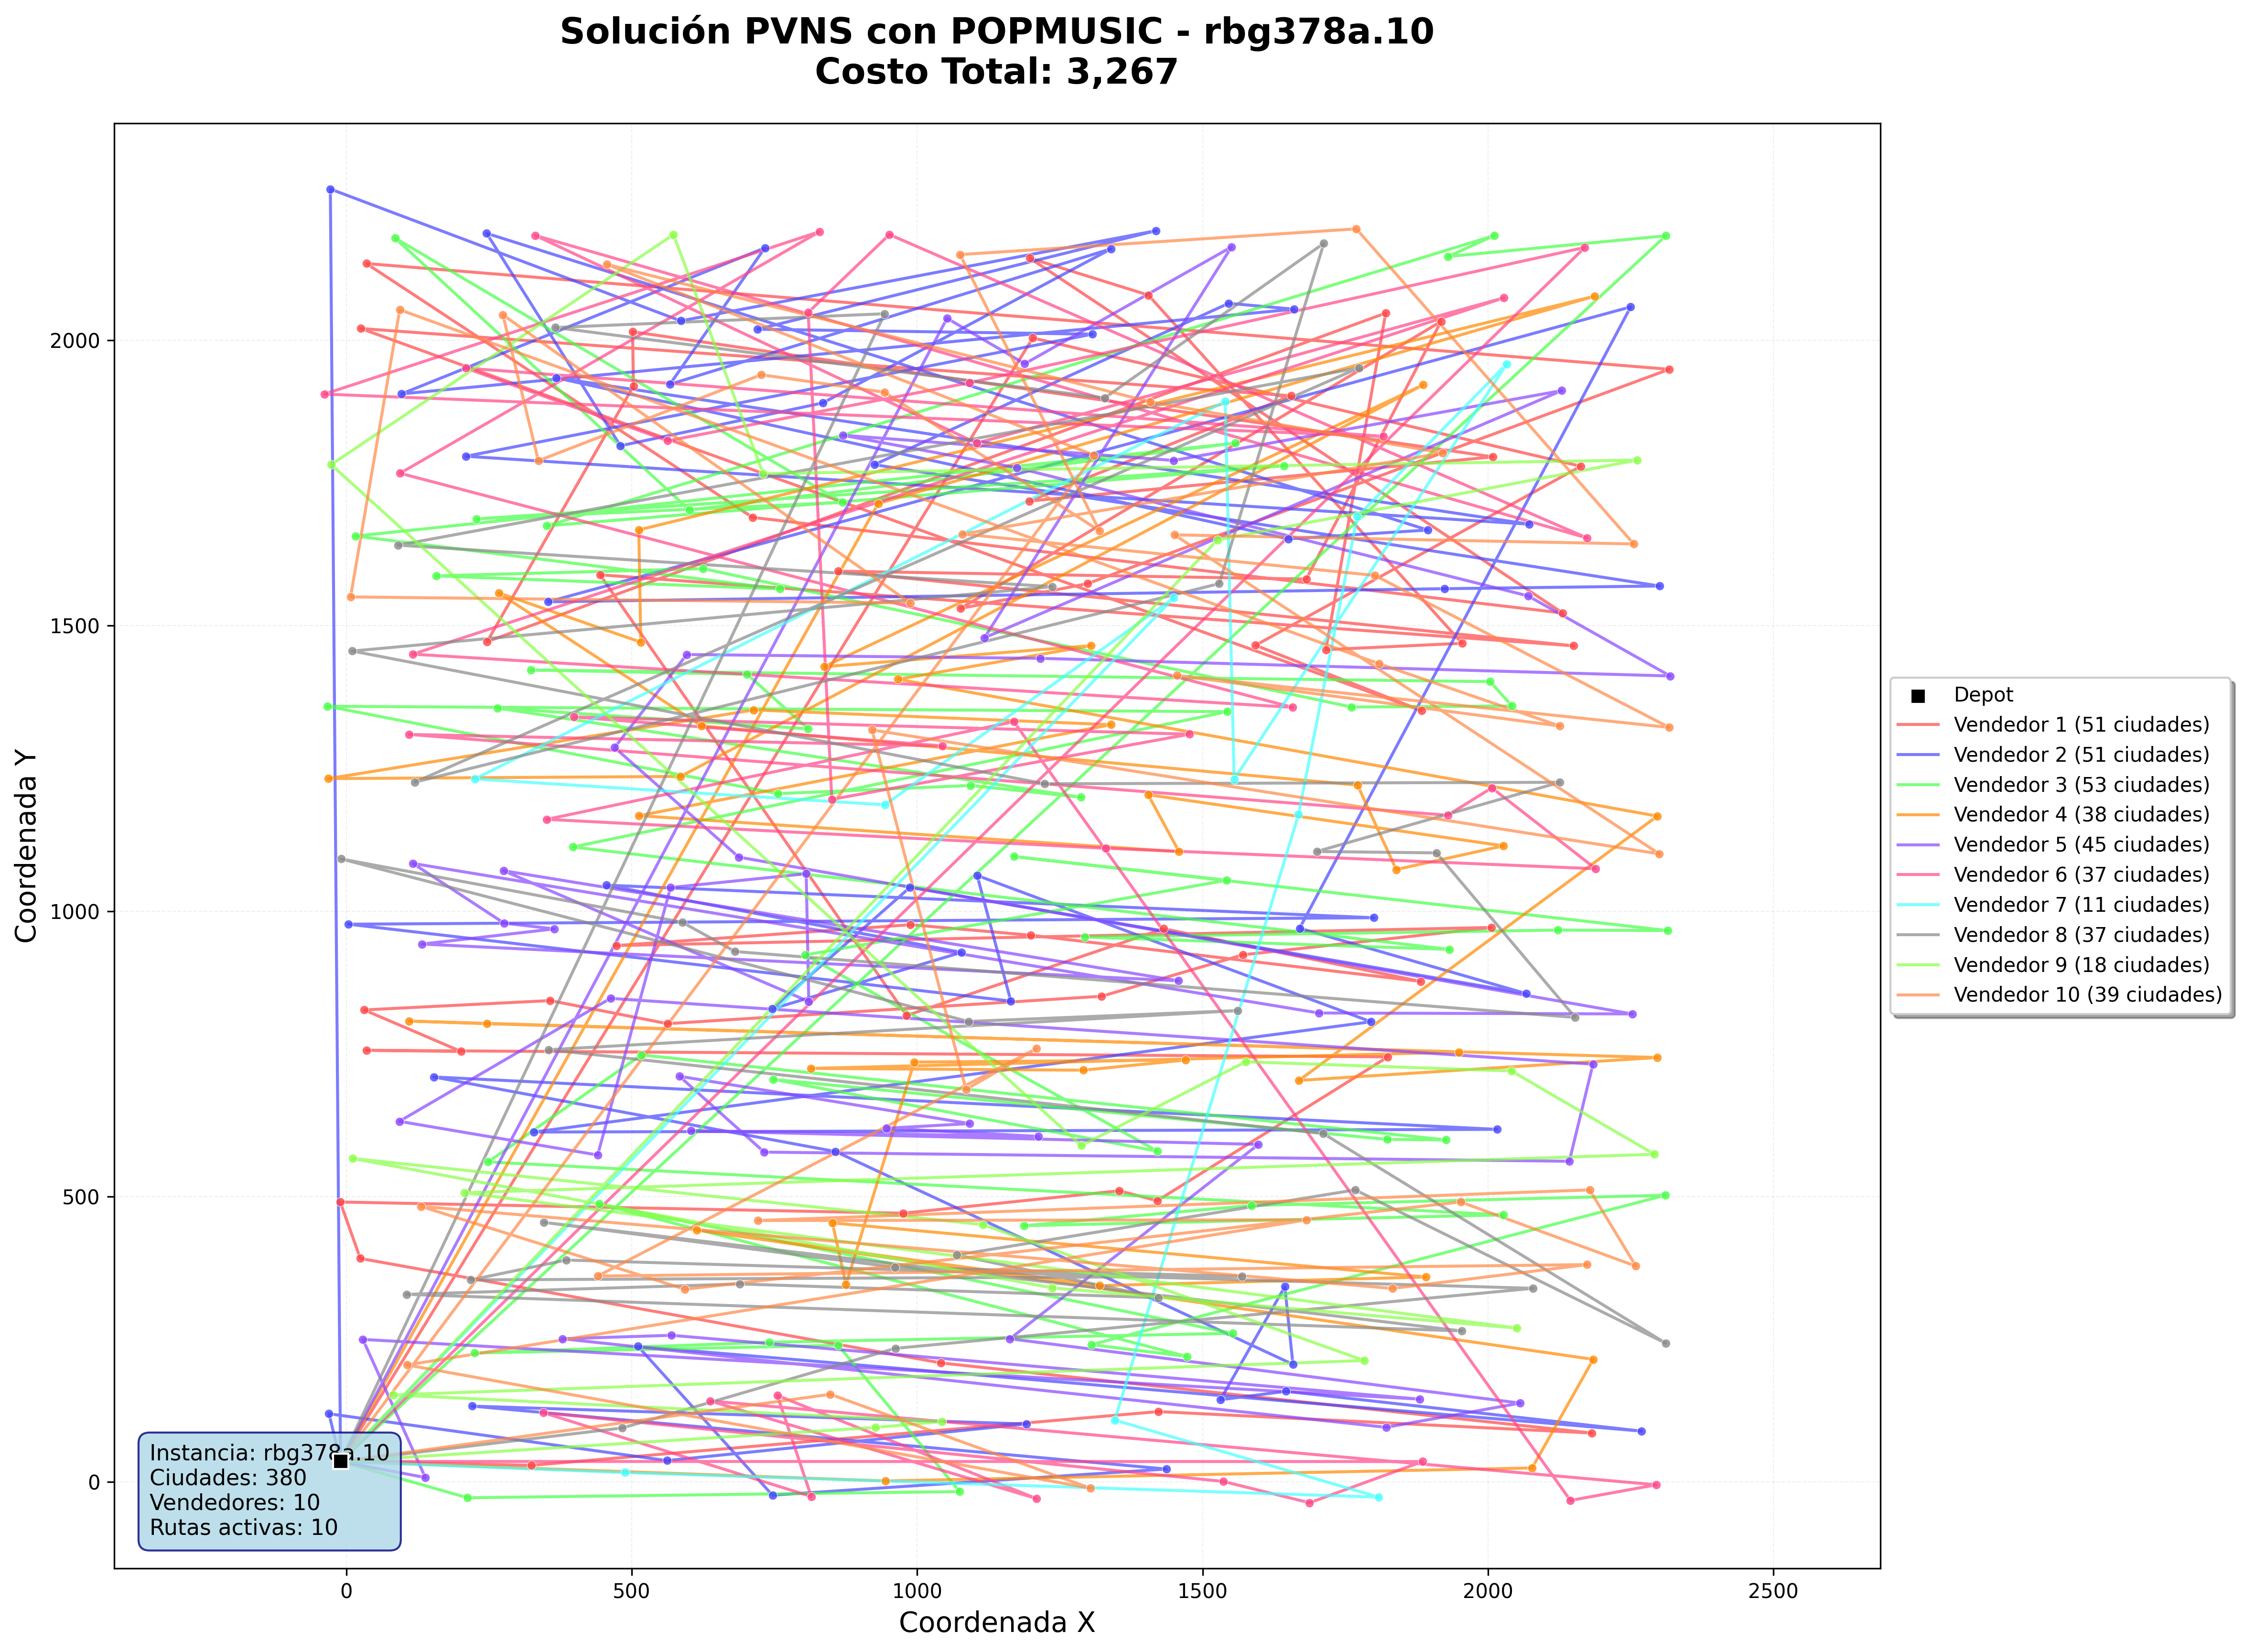 Solución PVNS con POPMUSIC - rbg378a.10
Costo Total: 3,267
Coordenada Y
2000
1500
1000
500
0
0
500
1000
1500
2000
2500
Coordenada X
Instancia: rbg378a.10
Ciudades: 380
Vendedores: 10
Rutas activas: 10
Depot
Vendedor 1 (51 ciudades)
Vendedor 2 (51 ciudades)
Vendedor 3 (53 ciudades)
Vendedor 4 (38 ciudades)
Vendedor 5 (45 ciudades)
Vendedor 6 (37 ciudades)
Vendedor 7 (11 ciudades)
Vendedor 8 (37 ciudades)
Vendedor 9 (18 ciudades)
Vendedor 10 (39 ciudades)